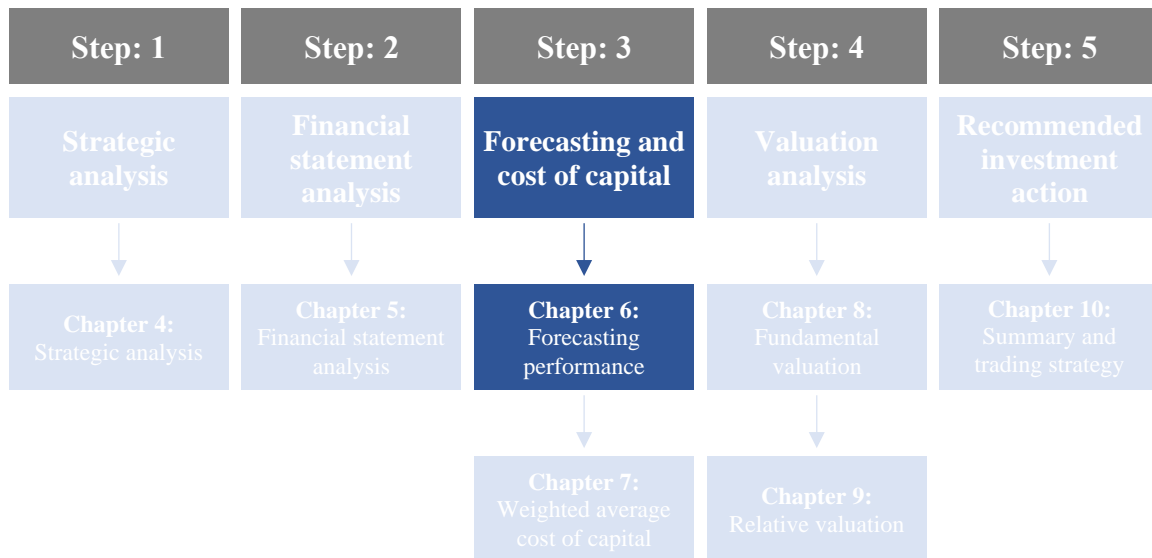 Step: 1
Step: 2
Step: 3
Step: 4
Step: 5
Strategic
analysis
Financial
statement
analysis
Forecasting and
cost of capital
Valuation
analysis
Recommended
investment
action
Chapter 4:
Strategic analysis
Chapter 5:
Financial statement
analysis
Chapter 6:
Forecasting
performance
Chapter 8:
Fundamental
valuation
Chapter 10:
Summary and
trading strategy
Chapter 7:
Weighted average
cost of capital
Chapter 9:
Relative valuation